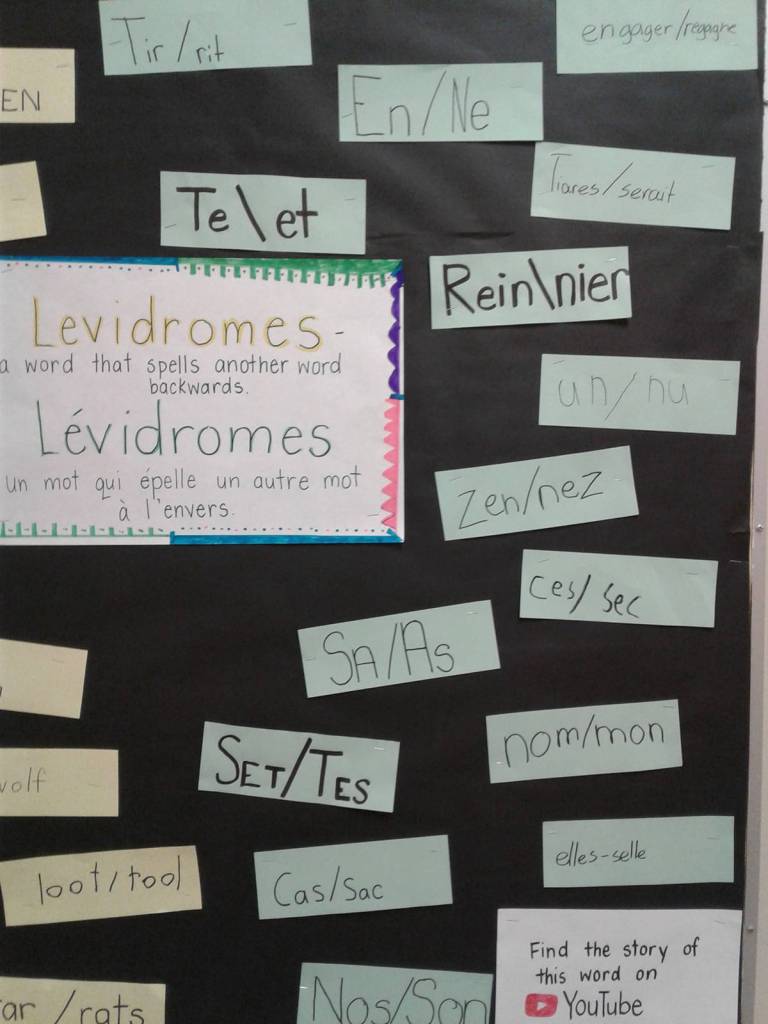 Tir/rit
engager/regagne
EN
En/Ne
Tiares/serait
Te\et
Rein\nier
Levidromes-
a word that spells another word
backwards.
Lévidromes
un mot qui épelle un autre mot
à l'envers.
un/nu
Zen/nez
Ces/sec
SA/As
nom/mon
SET/TES
wolf
elles-selle
loot/tool
Cas/Sac
Find the story of
this word on
YouTube
Nos/Son
tar/rats